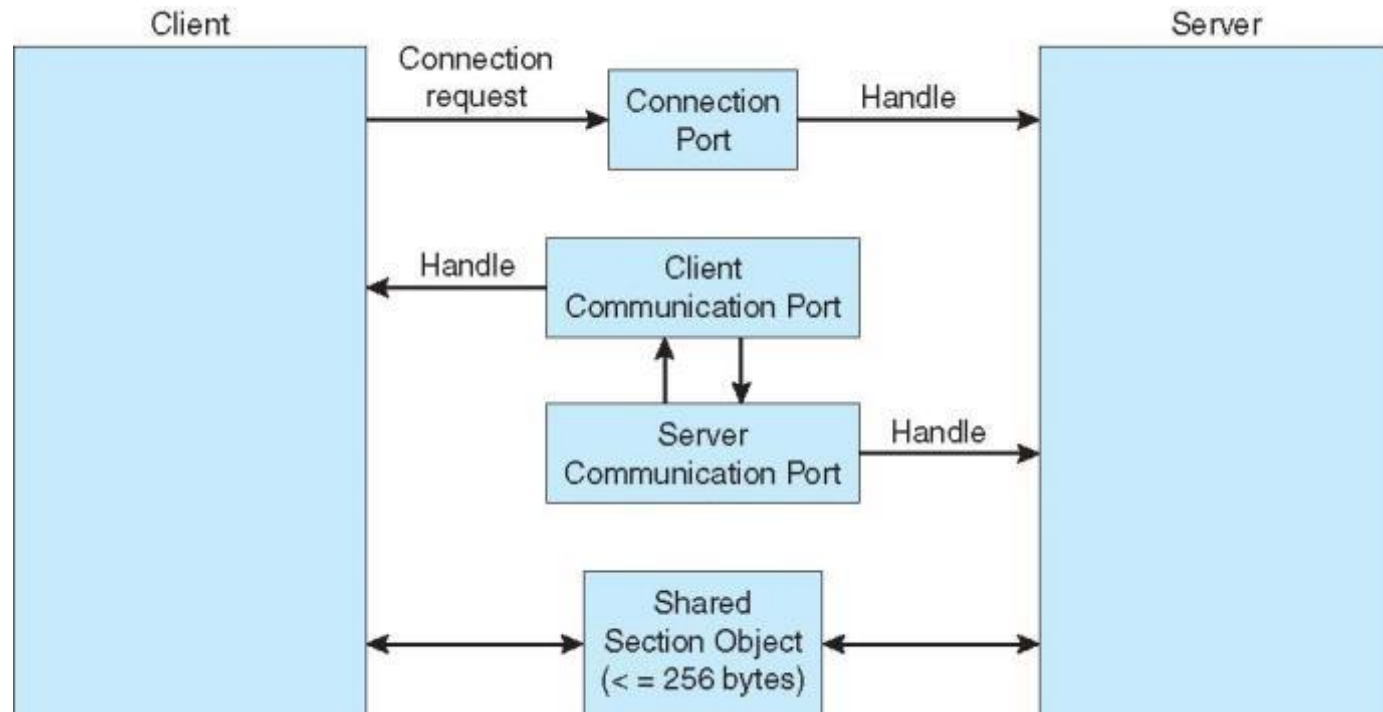 Client
Server
Connection
request
Connection
Port
Handle
Handle
Client
Communication Port
Server
Communication Port
Handle
Shared
Section Object
(< = 256 bytes)